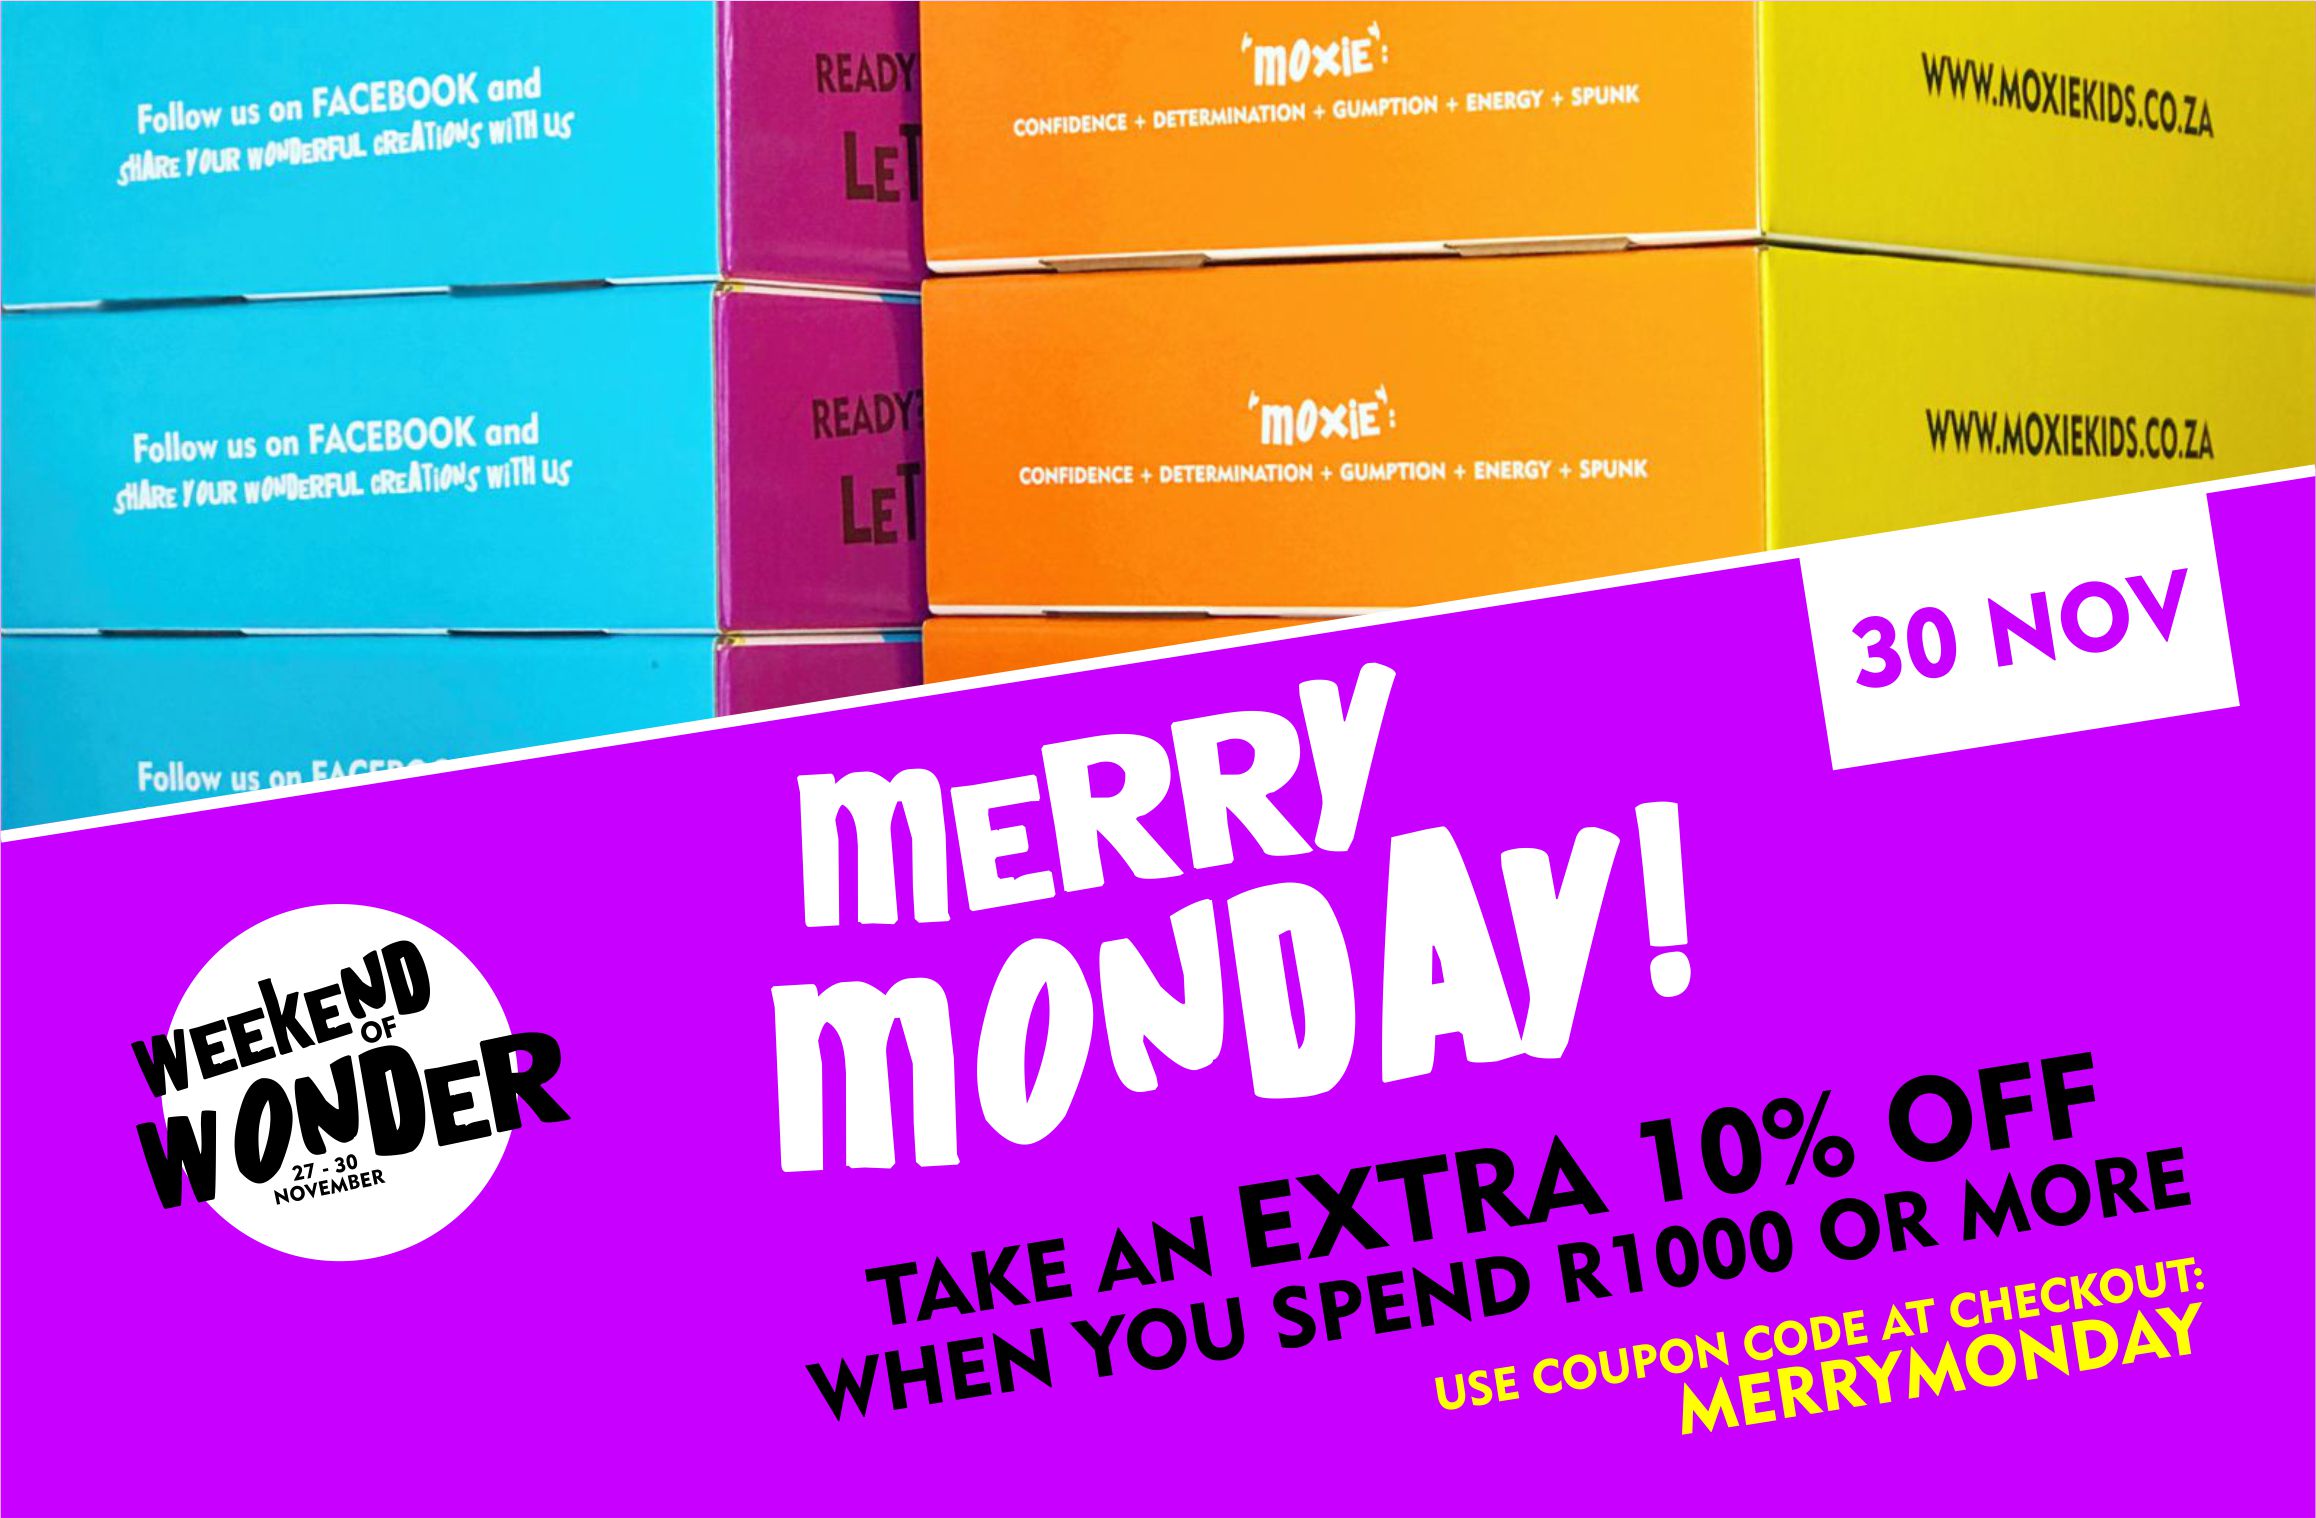 Follow us on FACEBOOK and
SHARE YOUR WONDERFUL CREATIONS WITH US
READY
LET
'moxie':
CONFIDENCE + DETERMINATION + GUMPTION + ENERGY + SPUNK
WWW.MOXIEKIDS.CO.ZA
Follow us on FACEBOOK and
SHARE YOUR WONDERFUL CREATIONS WITH US
READY?
LET
'moxie':
CONFIDENCE + DETERMINATION + GUMPTION + ENERGY + SPUNK
WWW.MOXIEKIDS.CO.ZA
Follow us on
30 NOV
MERRY
MONDAY!
WEEKEND
OF
WONDER
27 - 30
NOVEMBER
TAKE AN EXTRA 10% OFF
WHEN YOU SPEND R1000 OR MORE
USE COUPON CODE AT CHECKOUT:
MERRYMONDAY